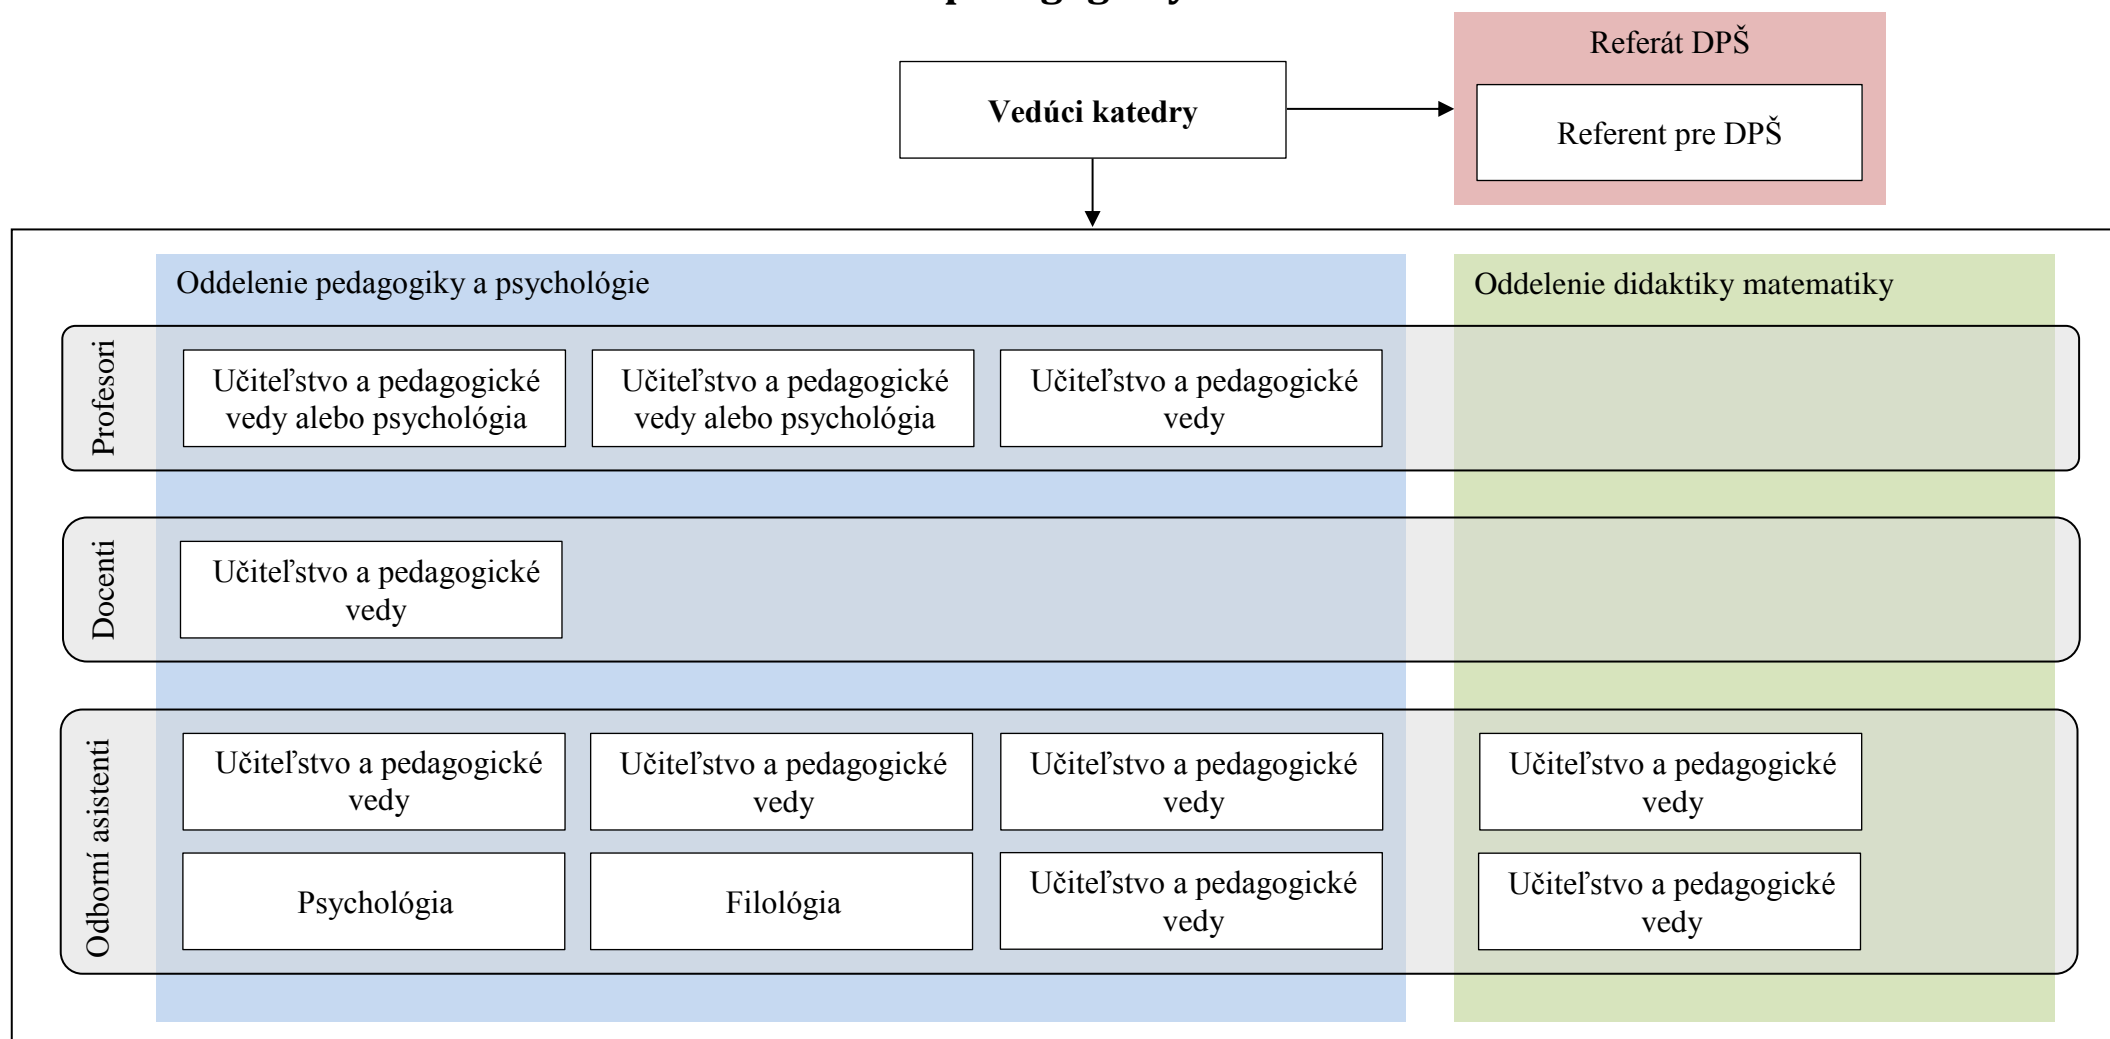 Referát DPŠ
Vedúci katedry
Referent pre DPŠ
Oddelenie pedagogiky a psychológie
Oddelenie didaktiky matematiky
Profesori
Učiteľstvo a pedagogické
vedy alebo psychológia
Učiteľstvo a pedagogické
vedy alebo psychológia
Učiteľstvo a pedagogické
vedy
Docenti
Učiteľstvo a pedagogické
vedy
Odborní asistenti
Učiteľstvo a pedagogické
vedy
Učiteľstvo a pedagogické
vedy
Učiteľstvo a pedagogické
vedy
Učiteľstvo a pedagogické
vedy
Psychológia
Filológia
Učiteľstvo a pedagogické
vedy
Učiteľstvo a pedagogické
vedy